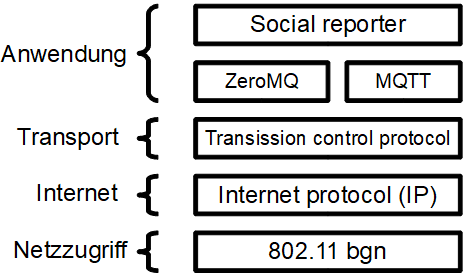 Social reporter
Anwendung
ZeroMQ MQTT
Transport Transission control protocol
Internet Internet protocol (IP)
Netzzugriff 802.11 bgn